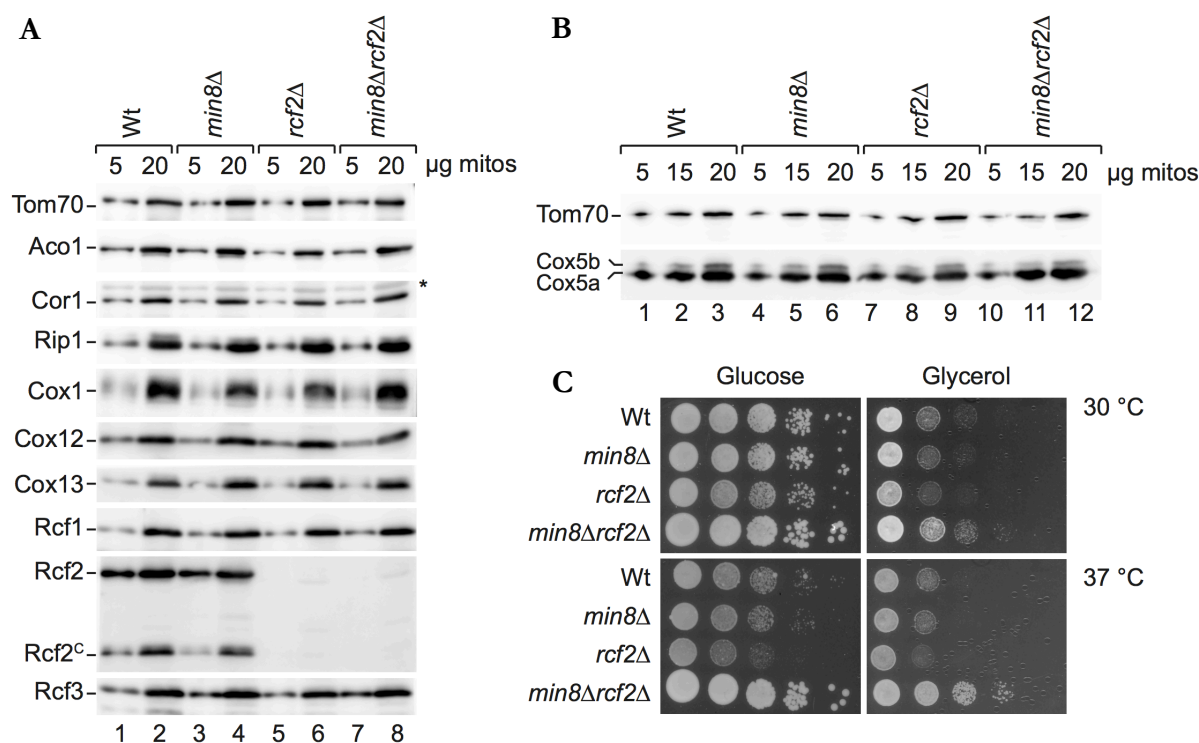 A
Wt
min8Δ
rcf2Δ
min8Δrcf2Δ
5 20 5 20 5 20 5 20 µg mitos
Tom70
Aco1
Cor1
*
Rip1
Cox1
Cox12
Cox13
Rcf1
Rcf2
Rcf2C
Rcf3
1 2 3 4 5 6 7 8
B
Wt
min8Δ
rcf2Δ
min8Δrcf2Δ
5 15 20 5 15 20 5 15 20 5 15 20 µg mitos
Tom70
Cox5b
Cox5a
1 2 3 4 5 6 7 8 9 10 11 12
C
Glucose Glycerol
Wt 30 °C
min8Δ
rcf2Δ
min8Δrcf2Δ
Wt 37 °C
min8Δ
rcf2Δ
min8Δrcf2Δ